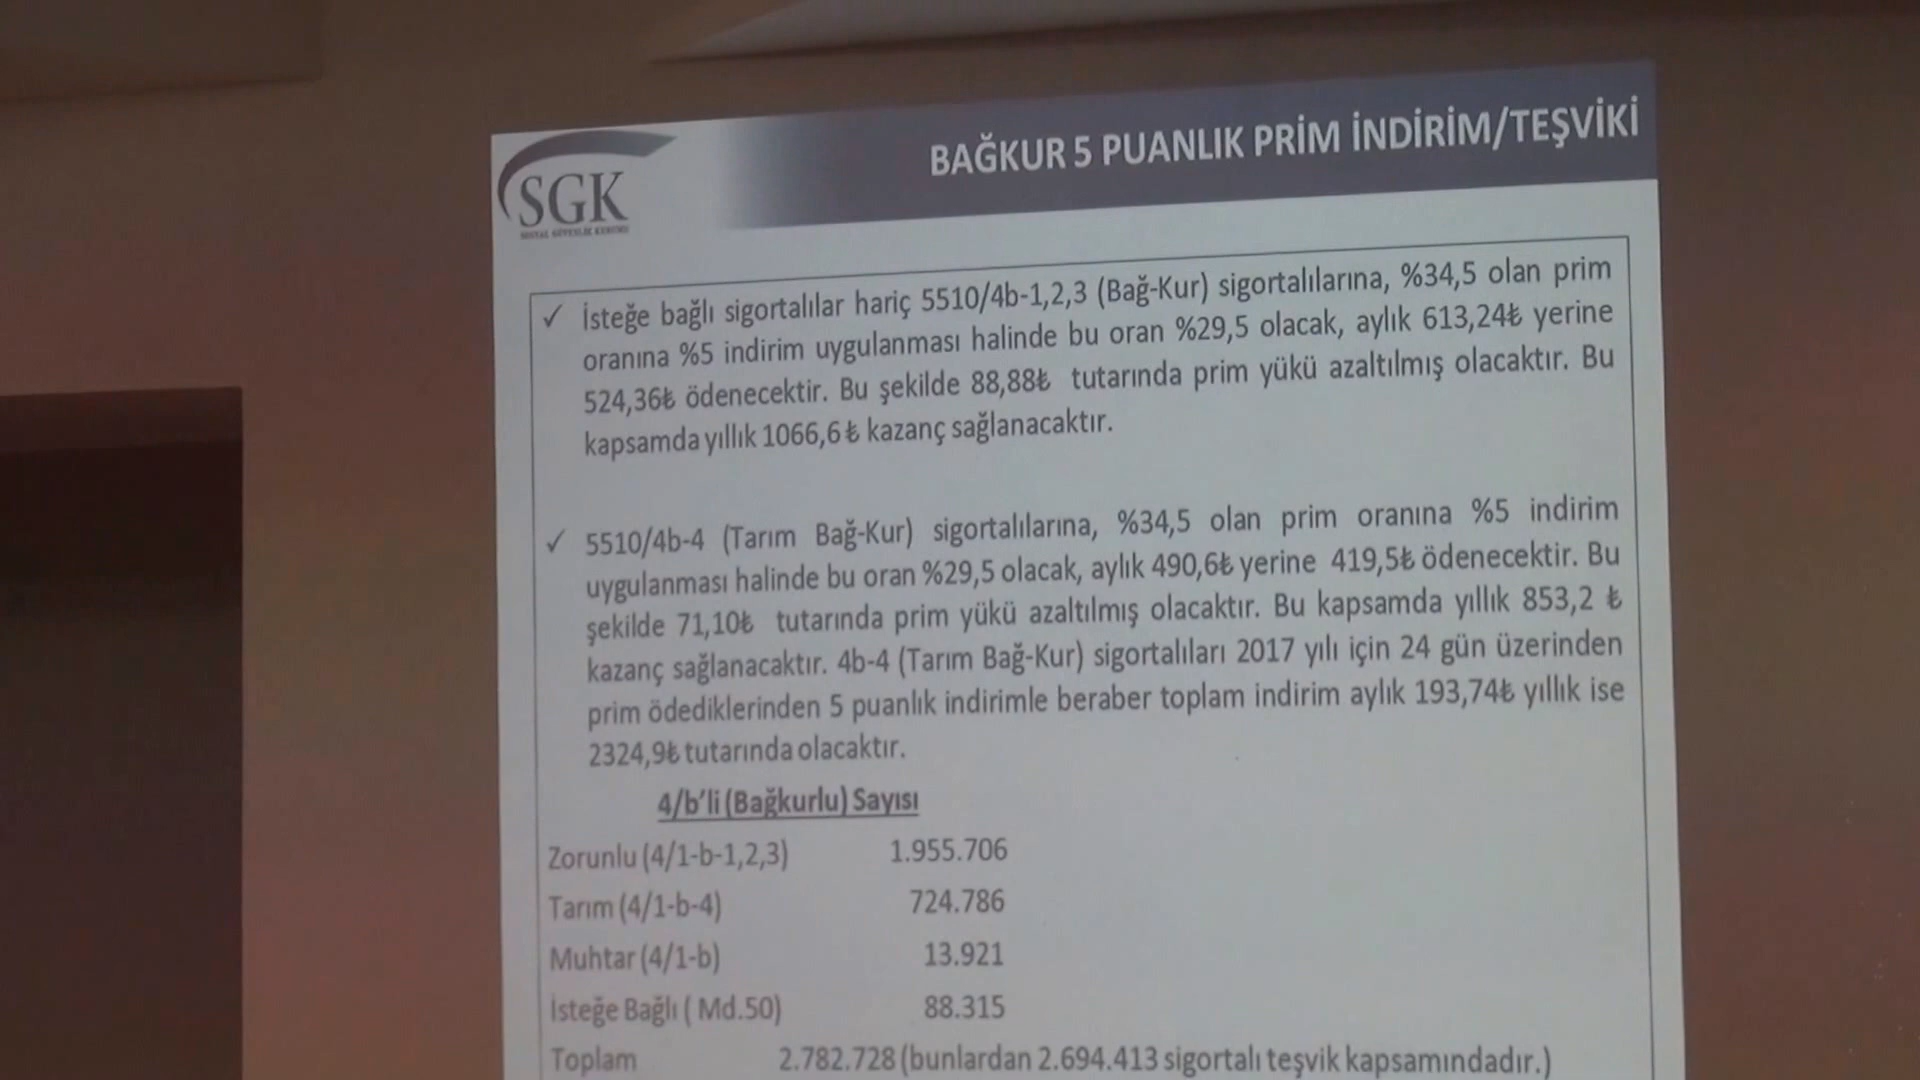 SGK
SOSYAL GÜVENLİK KURUMU
BAĞKUR 5 PUANLIK PRİM İNDİRİM/TEŞVİKİ
✓ İsteğe bağlı sigortalılar hariç 5510/4b-1,2,3 (Bağ-Kur) sigortalılarına, %34,5 olan prim
oranına %5 indirim uygulanması halinde bu oran %29,5 olacak, aylık 613,24₺ yerine
524,36₺ ödenecektir. Bu şekilde 88,88₺ tutarında prim yükü azaltılmış olacaktır. Bu
kapsamda yıllık 1066,6₺ kazanç sağlanacaktır.
✓ 5510/4b-4 (Tarım Bağ-Kur) sigortalılarına, %34,5 olan prim oranına %5 indirim
uygulanması halinde bu oran %29,5 olacak, aylık 490,6₺ yerine 419,5₺ ödenecektir. Bu
şekilde 71,10₺ tutarında prim yükü azaltılmış olacaktır. Bu kapsamda yıllık 853,2 ₺
kazanç sağlanacaktır. 4b-4 (Tarım Bağ-Kur) sigortalıları 2017 yılı için 24 gün üzerinden
prim ödediklerinden 5 puanlık indirimle beraber toplam indirim aylık 193,74₺ yıllık ise
2324,9₺ tutarında olacaktır.
4/b'li (Bağkurlu) Sayısı
Zorunlu (4/1-b-1,2,3) 1.955.706
Tarım (4/1-b-4) 724.786
Muhtar (4/1-b) 13.921
İsteğe Bağlı ( Md.50) 88.315
Toplam 2.782.728 (bunlardan 2.694.413 sigortalı teşvik kapsamındadır.)